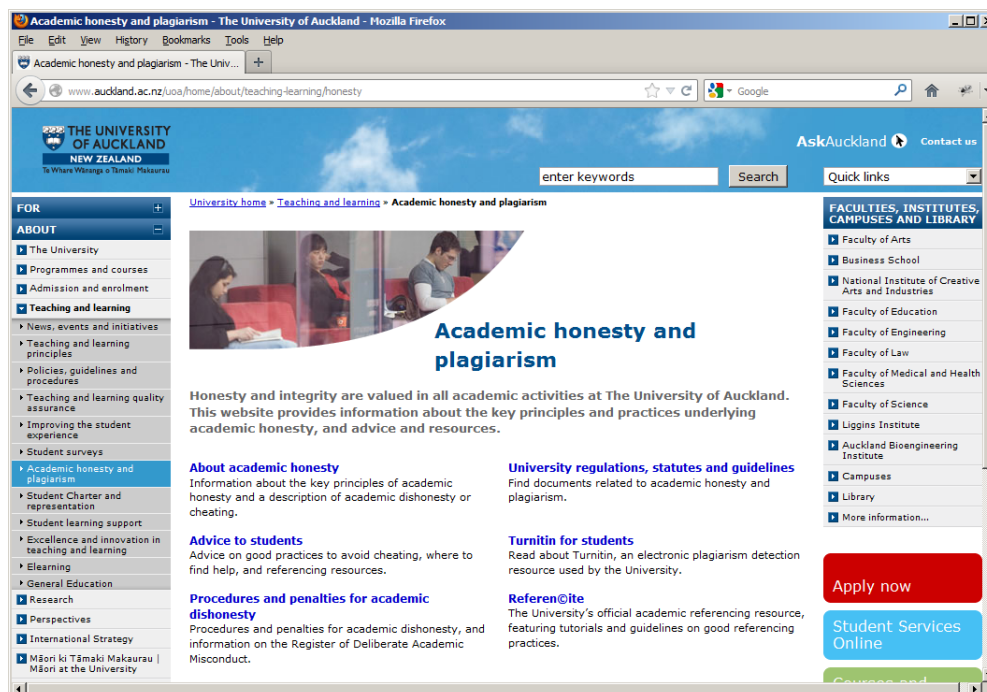 Academic honesty and plagiarism - The University of Auckland - Mozilla Firefox
File Edit View History Bookmarks Tools Help
Academic honesty and plagiarism - The Univ...
www.auckland.ac.nz/uoa/home/about/teaching-learning/honesty
Google
THE UNIVERSITY
OF AUCKLAND
NEW ZEALAND
Te Whare Wānanga o Tāmaki Makaurau
AskAuckland
Contact us
enter keywords
Search
Quick links
FOR
ABOUT
The University
Programmes and courses
Admission and enrolment
Teaching and learning
News, events and initiatives
Teaching and learning
principles
Policies, guidelines and
procedures
Teaching and learning quality
assurance
Improving the student
experience
Student surveys
Academic honesty and
plagiarism
Student Charter and
representation
Student learning support
Excellence and innovation in
teaching and learning
Elearning
General Education
Research
Perspectives
International Strategy
Māori ki Tāmaki Makaurau |
Māori at the University
University home » Teaching and learning » Academic honesty and plagiarism
Academic honesty and
plagiarism
Honesty and integrity are valued in all academic activities at The University of Auckland.
This website provides information about the key principles and practices underlying
academic honesty, and advice and resources.
About academic honesty
Information about the key principles of academic
honesty and a description of academic dishonesty or
cheating.
Advice to students
Advice on good practices to avoid cheating, where to
find help, and referencing resources.
Procedures and penalties for academic
dishonesty
Procedures and penalties for academic dishonesty, and
information on the Register of Deliberate Academic
Misconduct.
University regulations, statutes and guidelines
Find documents related to academic honesty and
plagiarism.
Turnitin for students
Read about Turnitin, an electronic plagiarism detection
resource used by the University.
Referen©ite
The University's official academic referencing resource,
featuring tutorials and guidelines on good referencing
practices.
FACULTIES, INSTITUTES,
CAMPUSES AND LIBRARY
Faculty of Arts
Business School
National Institute of Creative
Arts and Industries
Faculty of Education
Faculty of Engineering
Faculty of Law
Faculty of Medical and Health
Sciences
Faculty of Science
Liggins Institute
Auckland Bioengineering
Institute
Campuses
Library
More information...
Apply now
Student Services
Online
Courses and